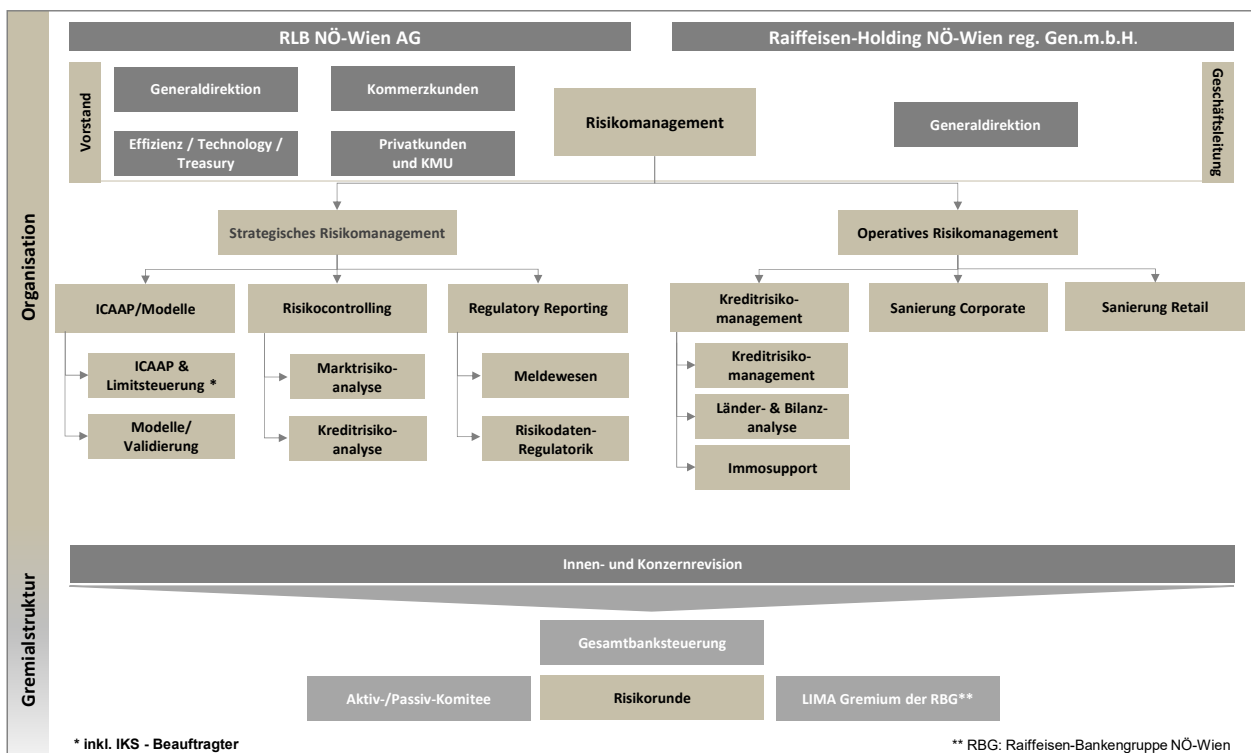 RLB NÖ-Wien AG
Raiffeisen-Holding NÖ-Wien reg. Gen.m.b.H.
Organisation
Vorstand
Generaldirektion
Kommerzkunden
Effizienz / Technology /
Treasury
Privatkunden
und KMU
Risikomanagement
Generaldirektion
Geschäftsleitung
Strategisches Risikomanagement
Operatives Risikomanagement
ICAAP/Modelle
Risikocontrolling
Regulatory Reporting
Kreditrisiko-
management
Sanierung Corporate
Sanierung Retail
ICAAP &
Limitsteuerung *
Modelle/
Validierung
Marktrisiko-
analyse
Kreditrisiko-
analyse
Meldewesen
Risikodaten-
Regulatorik
Kreditrisiko-
management
Länder- & Bilanz-
analyse
Immosupport
Gremialstruktur
Innen- und Konzernrevision
Gesamtbanksteuerung
Aktiv-/Passiv-Komitee
Risikorunde
LIMA Gremium der RBG**
* inkl. IKS - Beauftragter
** RBG: Raiffeisen-Bankengruppe NÖ-Wien